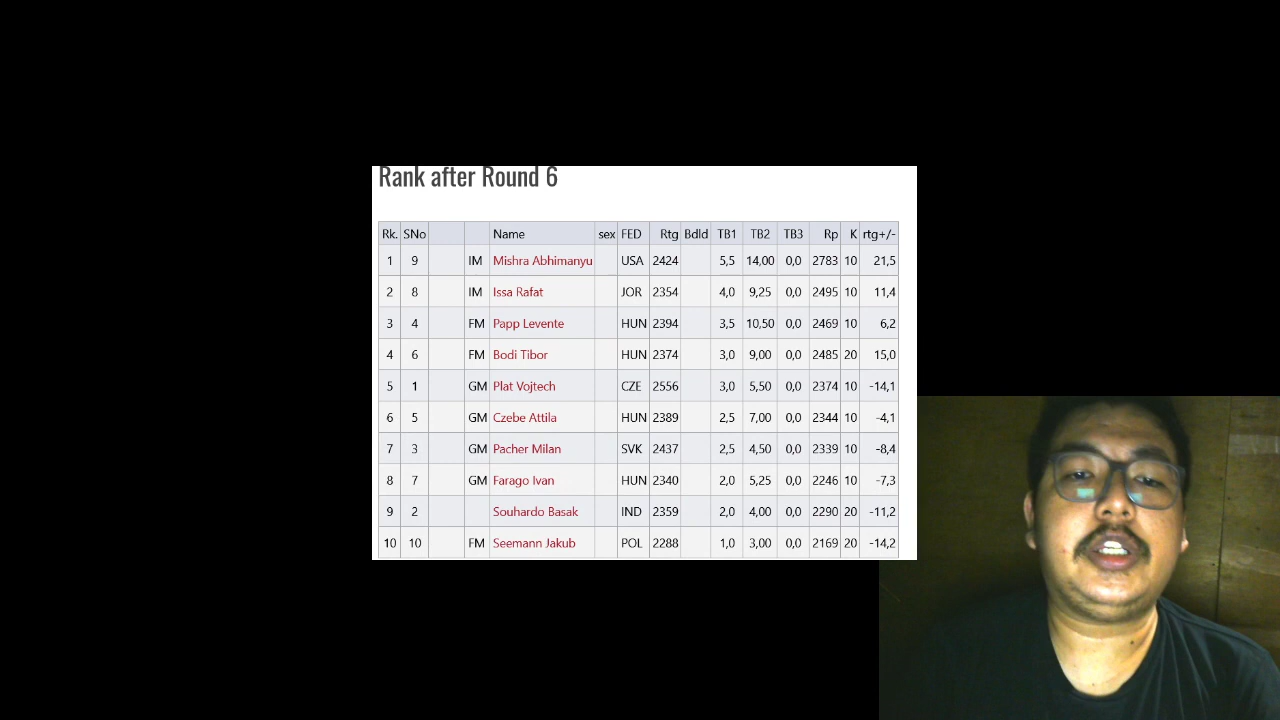 Rank after Round 6
Rk. SNo Name sex FED Rtg Bdld TB1 TB2 TB3 Rp K rtg+/-
1 9 IM Mishra Abhimanyu USA 2424 5,5 14,00 0,0 2783 10 21,5
2 8 IM Issa Rafat JOR 2354 4,0 9,25 0,0 2495 10 11,4
3 4 FM Papp Levente HUN 2394 3,5 10,50 0,0 2469 10 6,2
4 6 FM Bodi Tibor HUN 2374 3,0 9,00 0,0 2485 20 15,0
5 1 GM Plat Vojtech CZE 2556 3,0 5,50 0,0 2374 10 -14,1
6 5 GM Czebe Attila HUN 2389 2,5 7,00 0,0 2344 10 -4,1
7 3 GM Pacher Milan SVK 2437 2,5 4,50 0,0 2339 10 -8,4
8 7 GM Farago Ivan HUN 2340 2,0 5,25 0,0 2246 10 -7,3
9 2 Souhardo Basak IND 2359 2,0 4,00 0,0 2290 20 -11,2
10 10 FM Seemann Jakub POL 2288 1,0 3,00 0,0 2169 20 -14,2